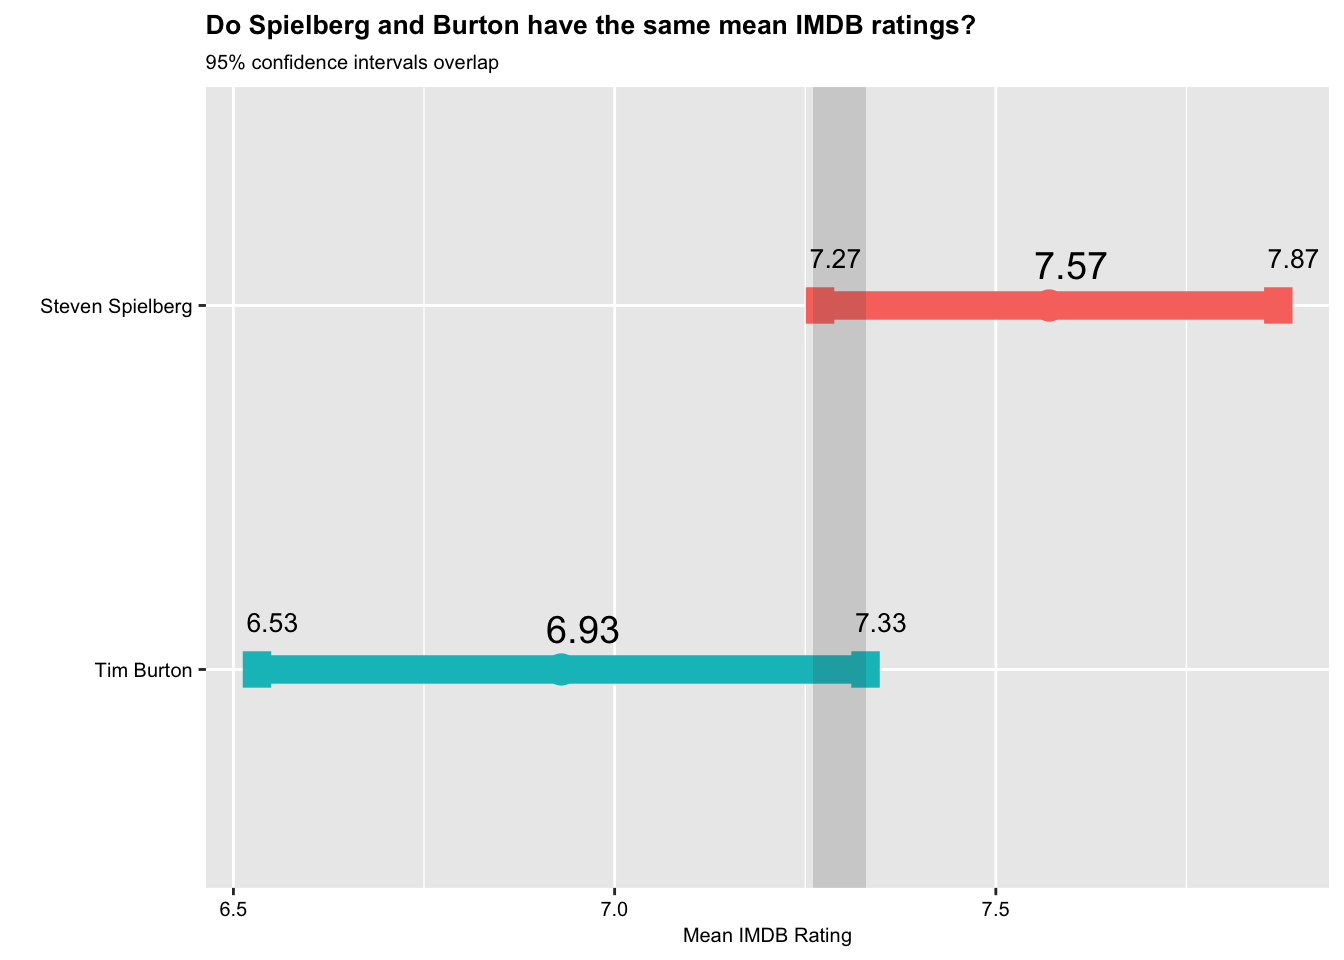 Do Spielberg and Burton have the same mean IMDB ratings?
95% confidence intervals overlap
7.27 7.57 7.87
Steven Spielberg
6.53 6.93 7.33
Tim Burton
6.5 7.0 7.5
Mean IMDB Rating